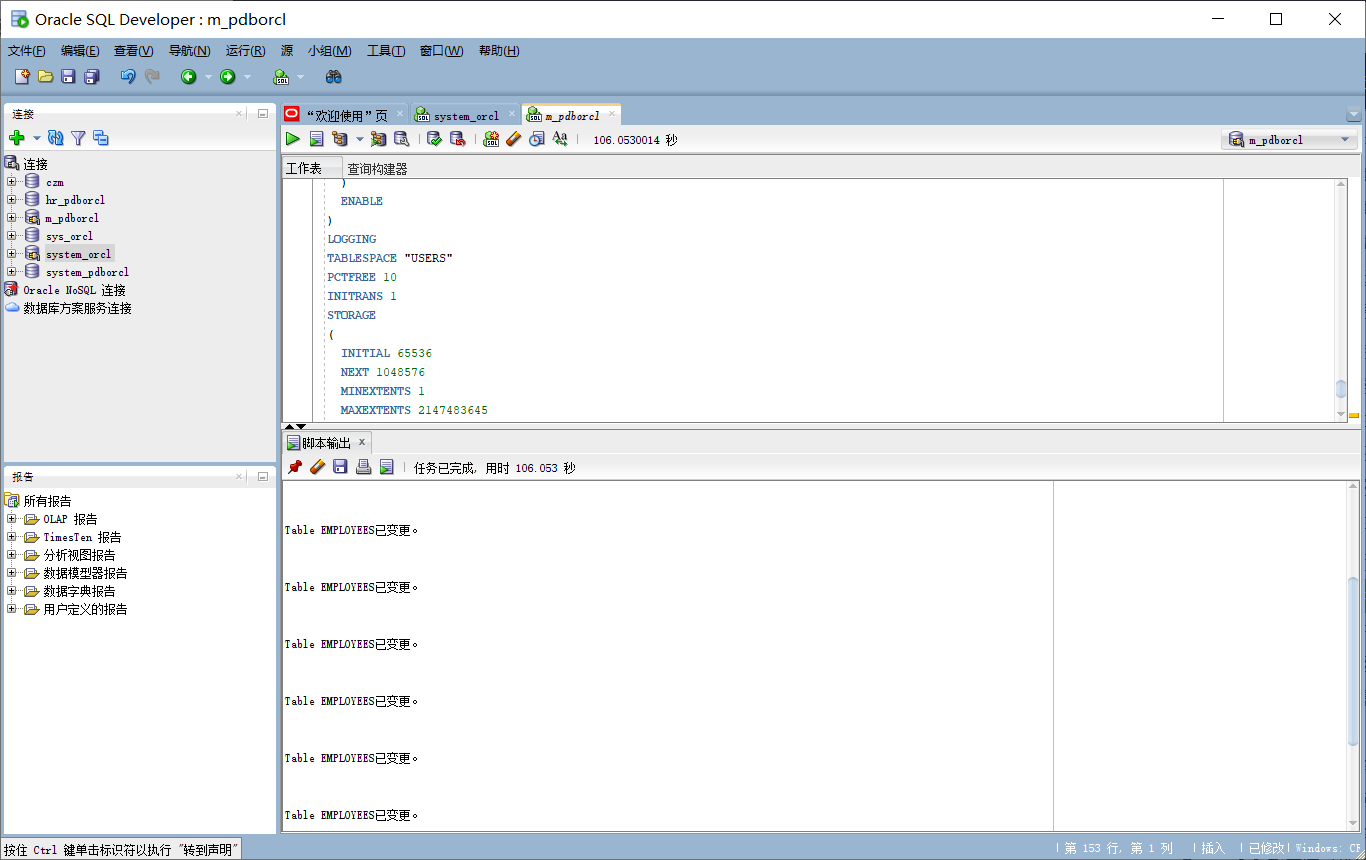 Oracle SQL Developer : m_pdborcl
文件(F) 编辑(E) 查看(V) 导航(N) 运行(R) 源 小组(M) 工具(T) 窗口(W) 帮助(H)
连接
连接
czm
hr_pdborcl
m_pdborcl
sys_orcl
system_orcl
system_pdborcl
Oracle NoSQL 连接
数据库方案服务连接
报告
所有报告
OLAP 报告
TimesTen 报告
分析视图报告
数据模型器报告
数据字典报告
用户定义的报告
“欢迎使用”页 system_orcl m_pdborcl
106.0530014 秒 m_pdborcl
工作表 查询构建器
)
ENABLE
)
LOGGING
TABLESPACE "USERS"
PCTFREE 10
INITRANS 1
STORAGE
(
INITIAL 65536
NEXT 1048576
MINEXTENTS 1
MAXEXTENTS 2147483645
脚本输出
任务已完成, 用时 106.053 秒
Table EMPLOYEES已变更。
Table EMPLOYEES已变更。
Table EMPLOYEES已变更。
Table EMPLOYEES已变更。
Table EMPLOYEES已变更。
Table EMPLOYEES已变更。
按住 Ctrl 键单击标识符以执行 "转到声明"
第 153 行, 第 1 列 | 插入 | 已修改| Windows: